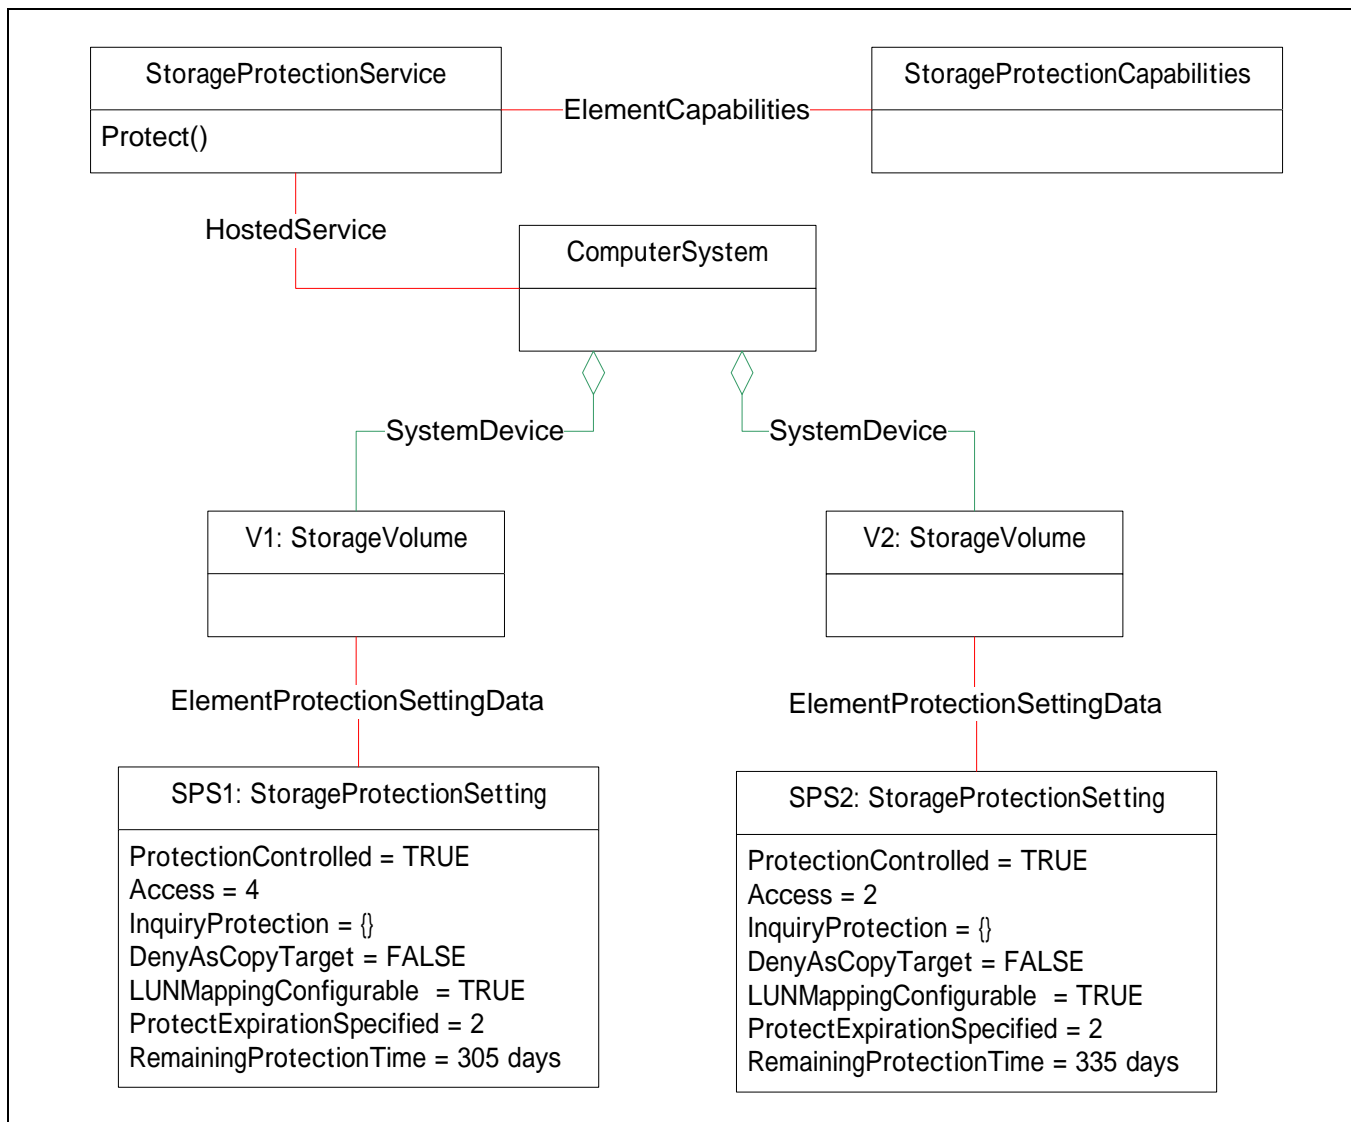 StorageProtectionService
Protect()
ElementCapabilities
StorageProtectionCapabilities
HostedService
ComputerSystem
SystemDevice
SystemDevice
V1: StorageVolume
V2: StorageVolume
ElementProtectionSettingData
ElementProtectionSettingData
SPS1: StorageProtectionSetting
ProtectionControlled = TRUE
Access = 4
InquiryProtection = {}
DenyAsCopyTarget = FALSE
LUNMappingConfigurable  = TRUE
ProtectExpirationSpecified = 2
RemainingProtectionTime = 305 days
SPS2: StorageProtectionSetting
ProtectionControlled = TRUE
Access = 2
InquiryProtection = {}
DenyAsCopyTarget = FALSE
LUNMappingConfigurable  = TRUE
ProtectExpirationSpecified = 2
RemainingProtectionTime = 335 days